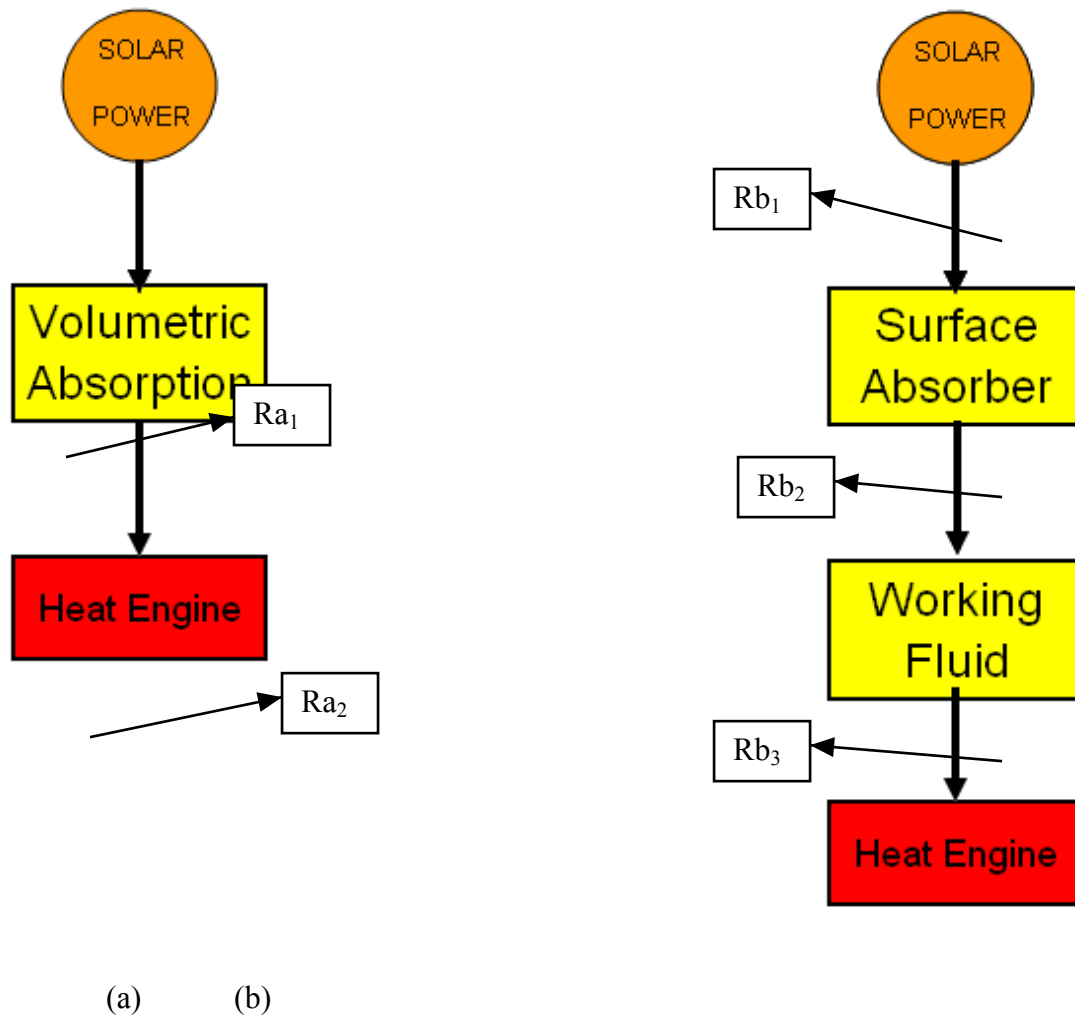 SOLAR
POWER
Volumetric
Absorption
Ra₁
Heat Engine
Ra₂
SOLAR
POWER
Rb₁
Surface
Absorber
Rb₂
Working
Fluid
Rb₃
Heat Engine
(a) (b)